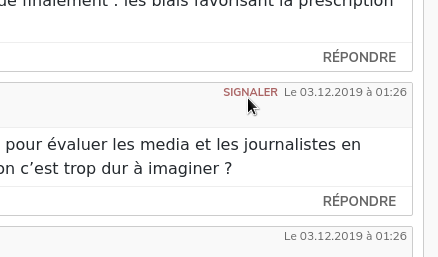 de finalement : les biais favorisant la prescription
RÉPONDRE
SIGNALER Le 03.12.2019 à 01:26
pour évaluer les media et les journalistes en
on c’est trop dur à imaginer ?
RÉPONDRE
Le 03.12.2019 à 01:26